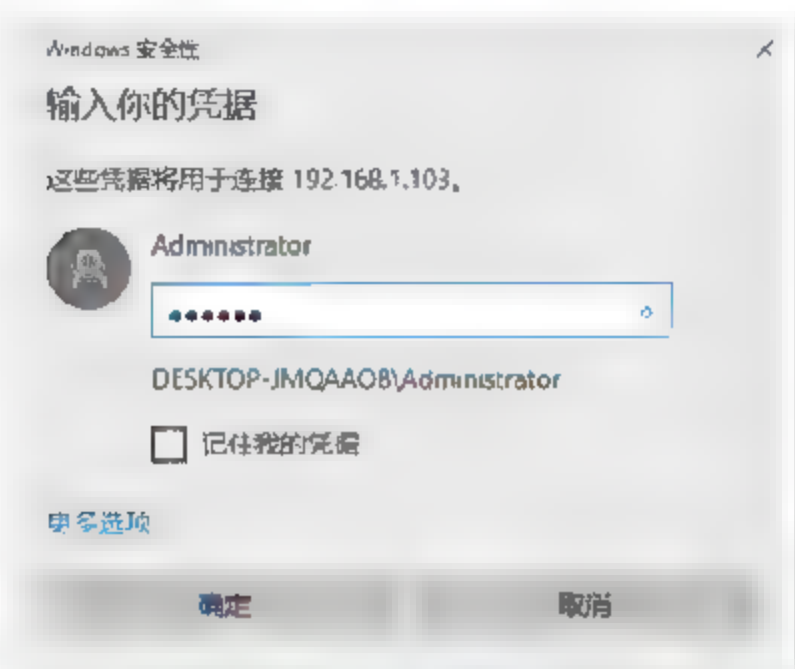 Windows 安全性
输入你的凭据
这些凭据将用于连接 192.168.1.103。
Administrator
••••••
DESKTOP-JMQAAOB\Administrator
记住我的凭据
更多选项
确定
取消